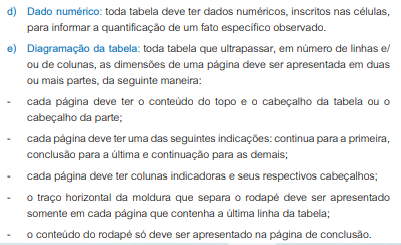 d) Dado numérico: toda tabela deve ter dados numéricos, inscritos nas células,
para informar a quantificação de um fato específico observado.
e) Diagramação da tabela: toda tabela que ultrapassar, em número de linhas e/
ou de colunas, as dimensões de uma página deve ser apresentada em duas
ou mais partes, da seguinte maneira:
- cada página deve ter o conteúdo do topo e o cabeçalho da tabela ou o
cabeçalho da parte;
- cada página deve ter uma das seguintes indicações: continua para a primeira,
conclusão para a última e continuação para as demais;
- cada página deve ter colunas indicadoras e seus respectivos cabeçalhos;
- o traço horizontal da moldura que separa o rodapé deve ser apresentado
somente em cada página que contenha a última linha da tabela;
- o conteúdo do rodapé só deve ser apresentado na página de conclusão.